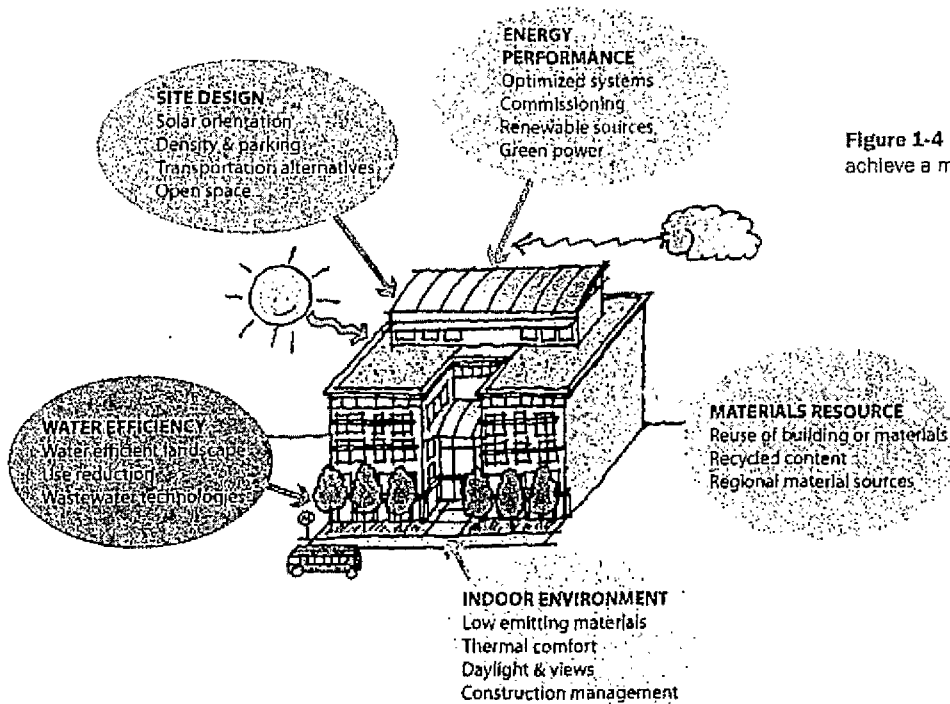 SITE DESIGN
Solar orientation
Density & parking
Transportation alternatives
Open space
ENERGY
PERFORMANCE
Optimized systems
Commissioning
Renewable sources
Green power
Figure 1-4
achieve a m
WATER EFFICIENCY
Water efficient landscape
Use reduction
Wastewater technologies
MATERIALS RESOURCE
Reuse of building or materials
Recycled content
Regional material sources
INDOOR ENVIRONMENT
Low emitting materials
Thermal comfort
Daylight & views
Construction management